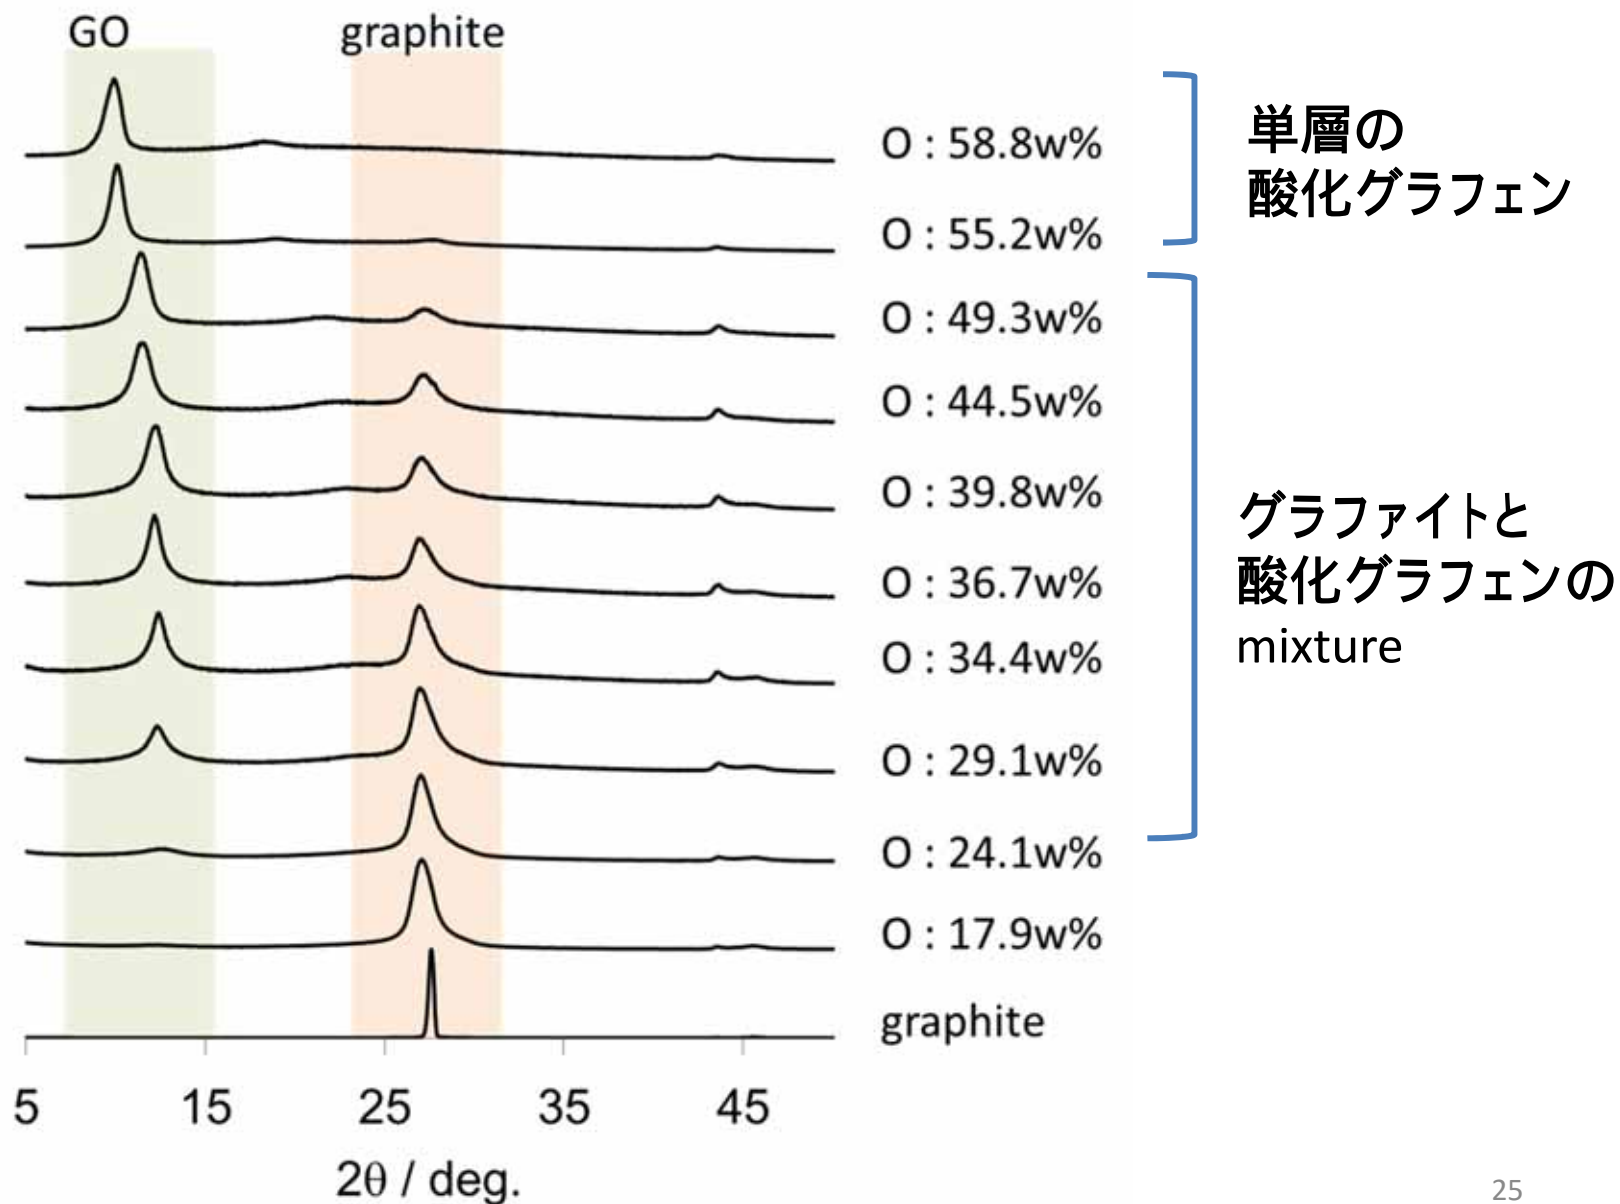 GO
graphite
O : 58.8w%
O : 55.2w%
O : 49.3w%
O : 44.5w%
O : 39.8w%
O : 36.7w%
O : 34.4w%
O : 29.1w%
O : 24.1w%
O : 17.9w%
graphite
単層の
酸化グラフェン
グラファイトと
酸化グラフェンの
mixture
5 15 25 35 45
2θ / deg.
25